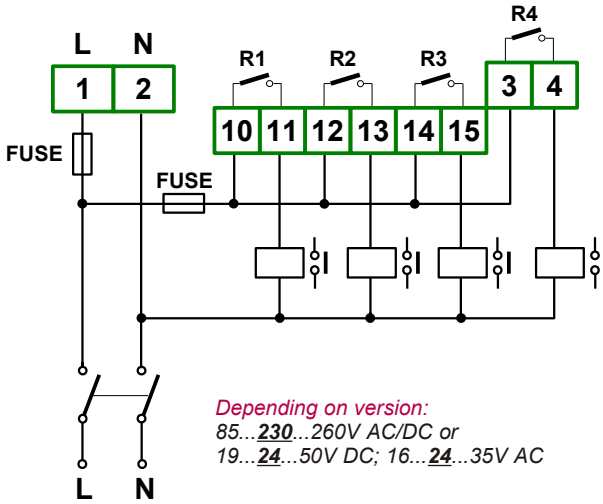 R4
L N R1 R2 R3
1 2 3 4
10 11 12 13 14 15
FUSE
FUSE
Depending on version:
85...230...260V AC/DC or
19...24...50V DC; 16...24...35V AC
L N